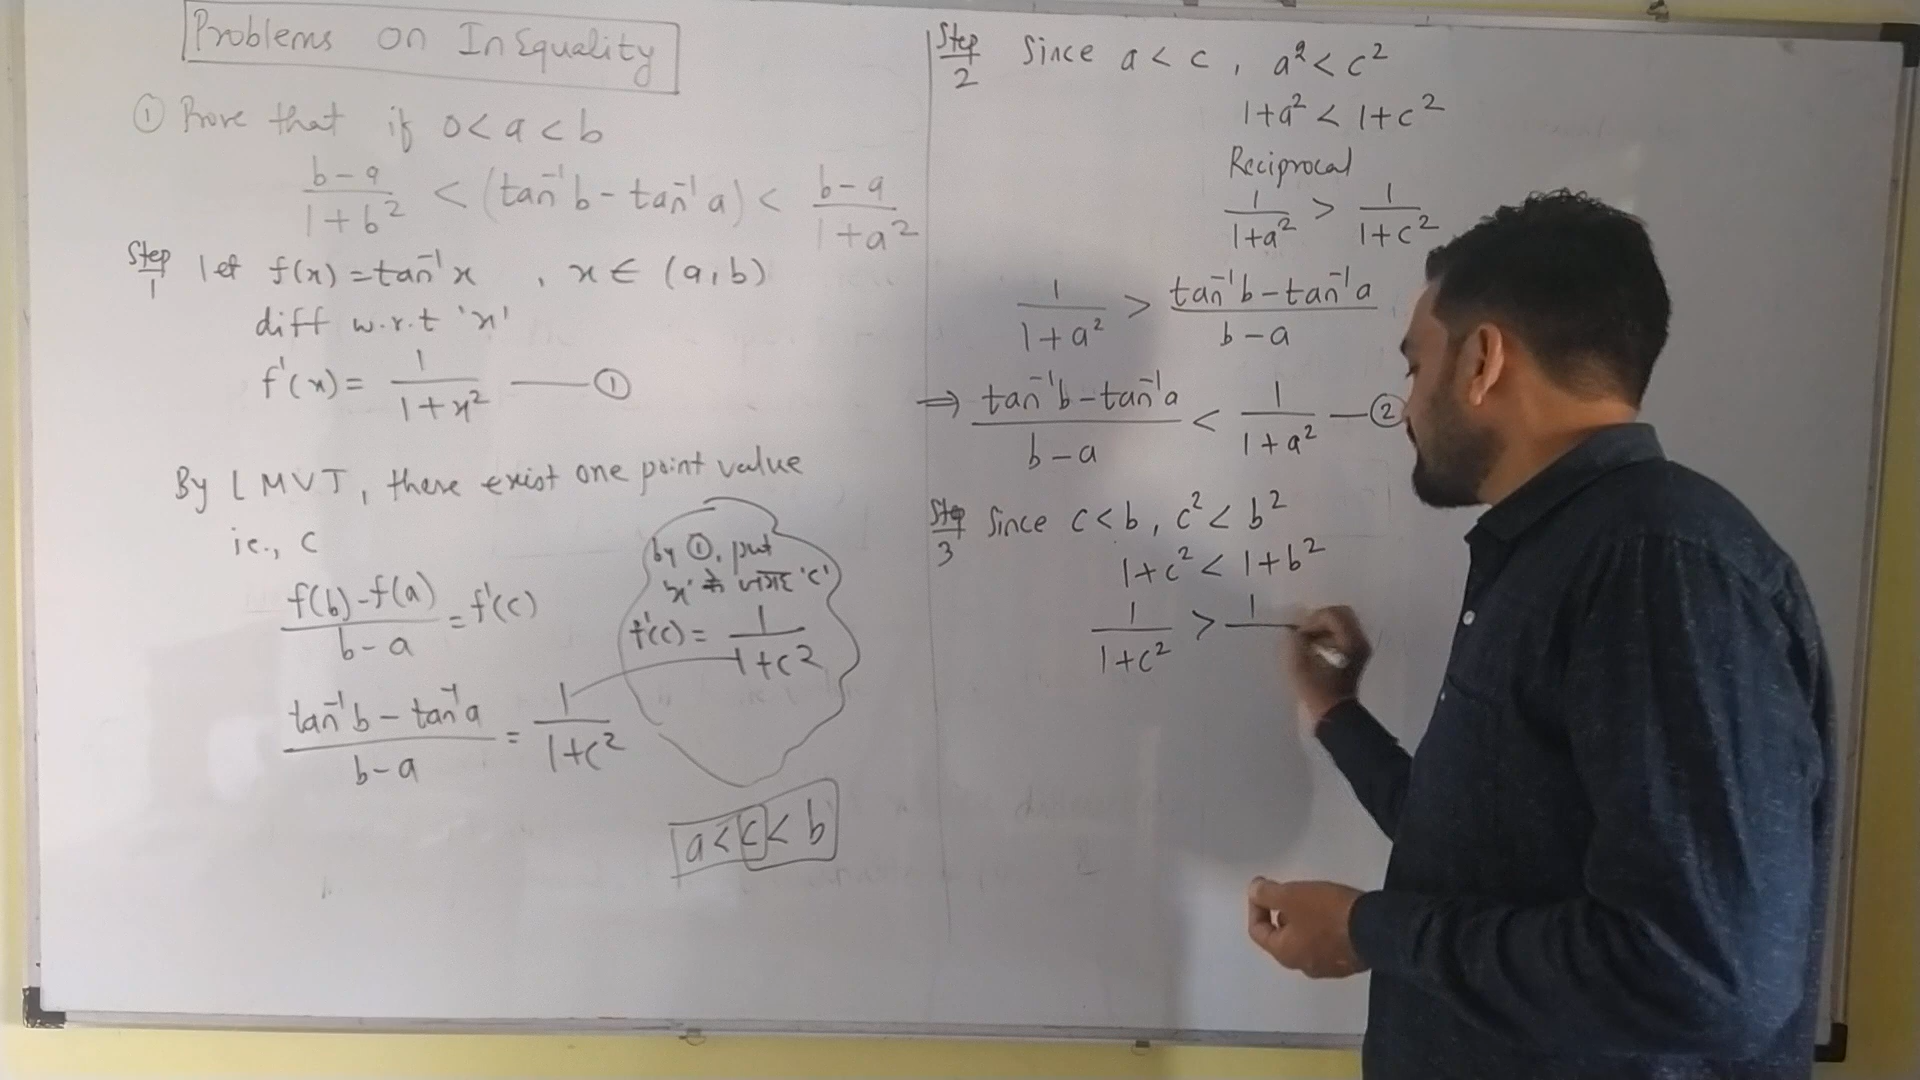 Problems on InEquality
① Prove that if 0<a<b
b-a/1+b² < (tan⁻¹b - tan⁻¹a) < b-a/1+a²
Step 1 let f(x) = tan⁻¹x , x ∈ (a,b)
diff w.r.t 'x'
f'(x) = 1/1+x² — ①
By LMVT, there exist one point value
ie., c
f(b)-f(a)/b-a = f'(c)
by ①, put
'x' के जगह 'c'
f'(c) = 1/1+c²
tan⁻¹b - tan⁻¹a/b-a = 1/1+c²
a<c<b
Step 2 Since a<c, a²<c²
1+a² < 1+c²
Reciprocal
1/1+a² > 1/1+c²
1/1+a² > tan⁻¹b-tan⁻¹a/b-a
⇒ tan⁻¹b-tan⁻¹a/b-a < 1/1+a² — ②
Step 3 Since c<b, c²<b²
1+c² < 1+b²
1/1+c² > 1